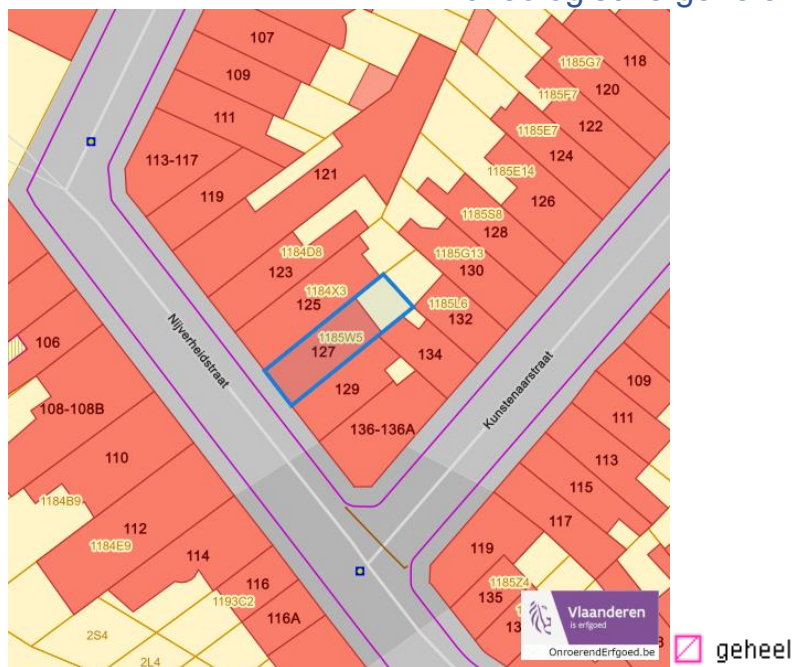 107
118
1185G7
109
120
1185F7
122
111
1185E7
124
113-117
121
1185E14
126
119
1185S8
128
1184D8
1185G13
123
130
1184X3
1185L6
125
132
1185W5
127
134
Nijverheidstraat
106
129
Kunstenaarstraat
109
108-108B
136-136A
111
110
113
115
1184B9
112
117
1184E9
114
119
116
1185Z4
1193C2
135
116A
2S4
2L4
Vlaanderen
is erfgoed
OnroerendErfgoed.be
geheel